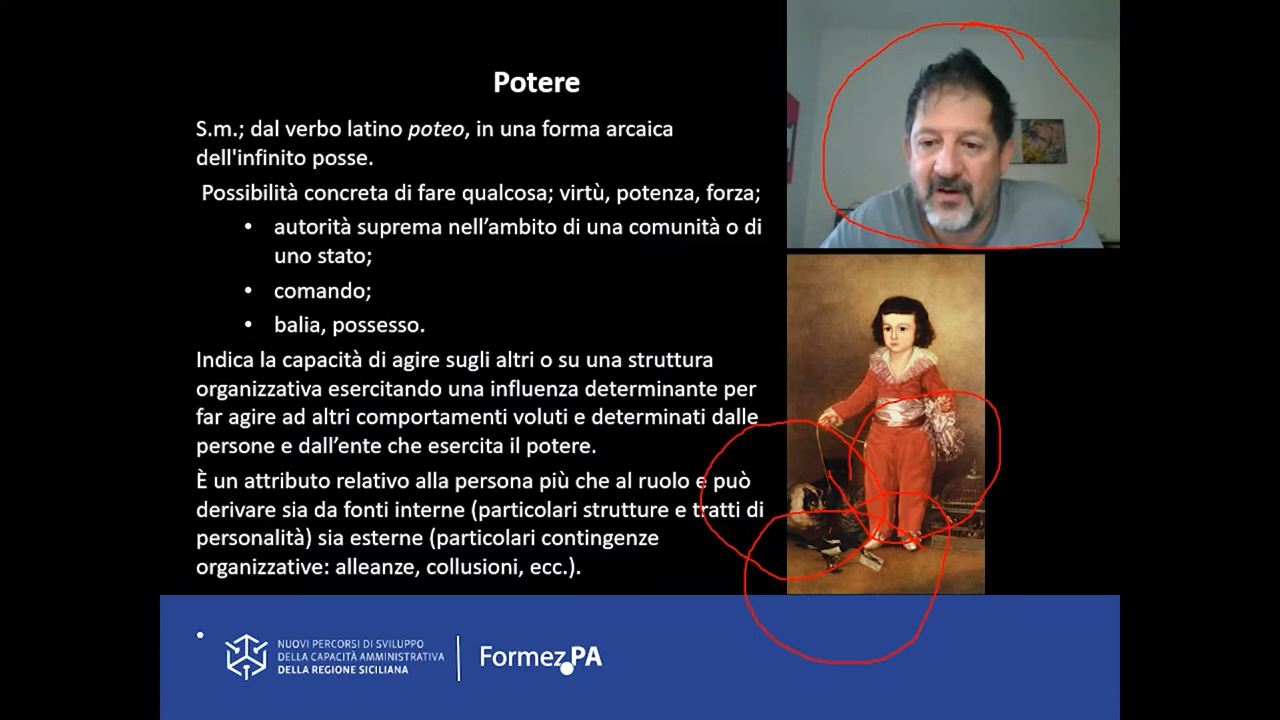 Potere
S.m.; dal verbo latino poteo, in una forma arcaica
dell'infinito posse.
Possibilità concreta di fare qualcosa; virtù, potenza, forza;
• autorità suprema nell’ambito di una comunità o di
uno stato;
• comando;
• balia, possesso.
Indica la capacità di agire sugli altri o su una struttura
organizzativa esercitando una influenza determinante per
far agire ad altri comportamenti voluti e determinati dalle
persone e dall’ente che esercita il potere.
È un attributo relativo alla persona più che al ruolo e può
derivare sia da fonti interne (particolari strutture e tratti di
personalità) sia esterne (particolari contingenze
organizzative: alleanze, collusioni, ecc.).
NUOVI PERCORSI DI SVILUPPO
DELLA CAPACITÀ AMMINISTRATIVA
DELLA REGIONE SICILIANA
Formez PA